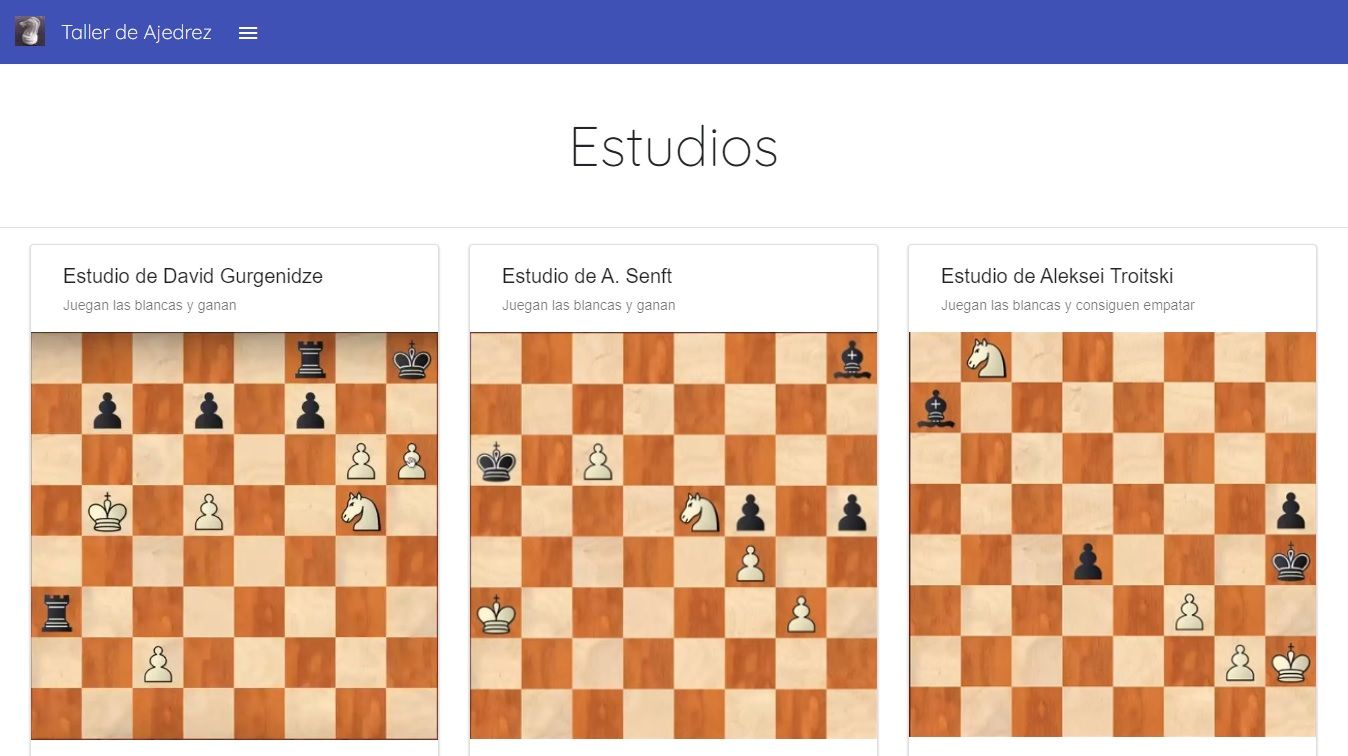 Taller de Ajedrez
Estudios
Estudio de David Gurgenidze
Juegan las blancas y ganan
Estudio de A. Senft
Juegan las blancas y ganan
Estudio de Aleksei Troitski
Juegan las blancas y consiguen empatar